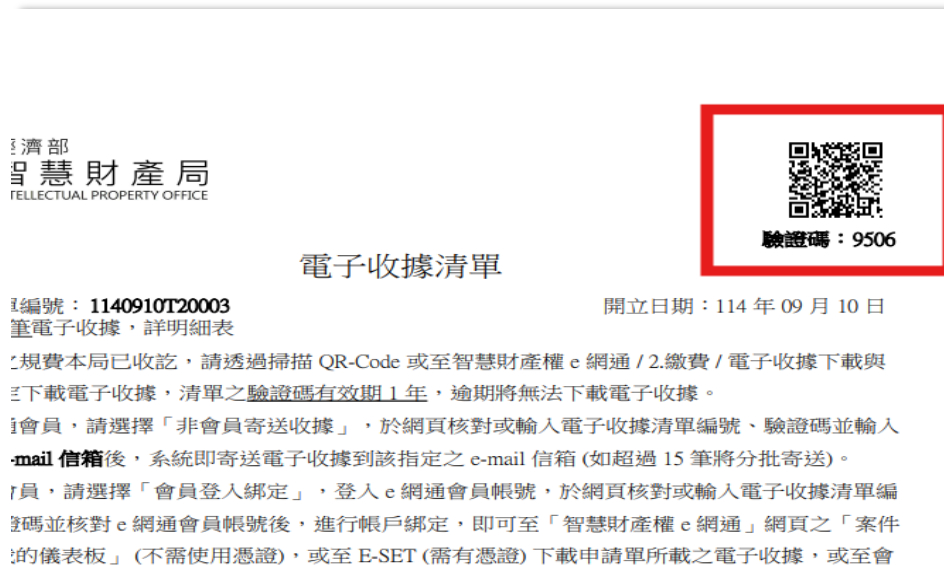 濟部
慧財產局
TELLECTUAL PROPERTY OFFICE
驗證碼：9506
電子收據清單
編號：1140910T20003
開立日期：114 年 09 月 10 日
筆電子收據，詳明細表
規費本局已收訖，請透過掃描 QR-Code 或至智慧財產權 e 網通 / 2.繳費 / 電子收據下載與
下載電子收據，清單之驗證碼有效期 1 年，逾期將無法下載電子收據。
會員，請選擇「非會員寄送收據」，於網頁核對或輸入電子收據清單編號、驗證碼並輸入
-mail 信箱後，系統即寄送電子收據到該指定之 e-mail 信箱 (如超過 15 筆將分批寄送)。
員，請選擇「會員登入綁定」，登入 e 網通會員帳號，於網頁核對或輸入電子收據清單編
碼並核對 e 網通會員帳號後，進行帳戶綁定，即可至「智慧財產權 e 網通」網頁之「案件
的儀表板」 (不需使用憑證)，或至 E-SET (需有憑證) 下載申請單所載之電子收據，或至會